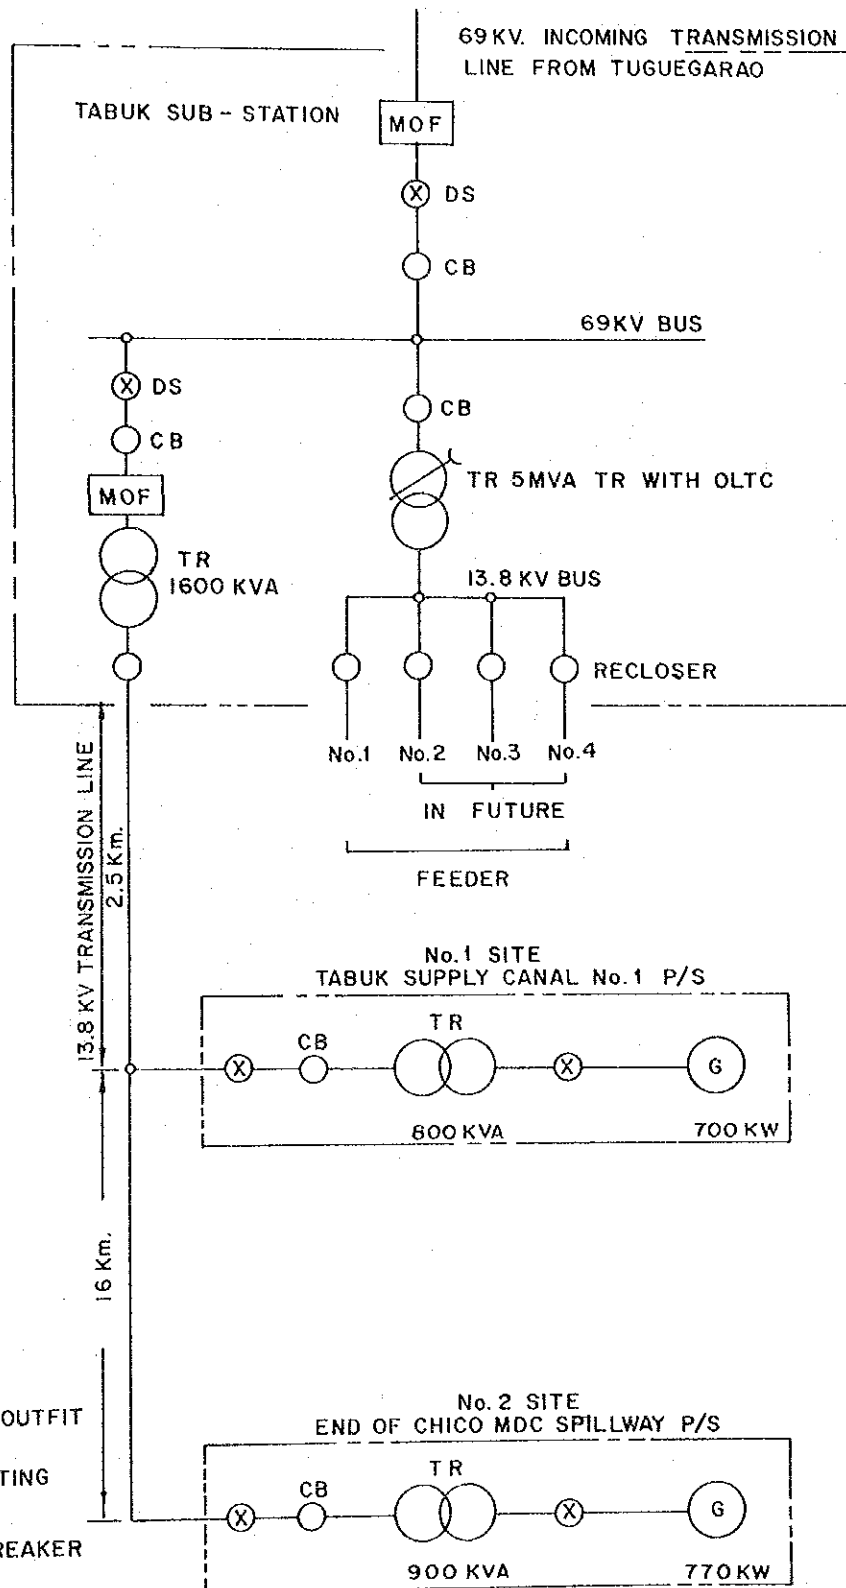 69KV. INCOMING TRANSMISSION
LINE FROM TUGUEGARAO
TABUK SUB-STATION
MOF
DS
CB
69KV BUS
DS
CB
MOF
TR
1600 KVA
CB
TR 5MVA TR WITH OLTC
13.8 KV BUS
RECLOSER
No.1 No.2 No.3 No.4
IN FUTURE
FEEDER
13.8 KV TRANSMISSION LINE
2.5 Km.
No.1 SITE
TABUK SUPPLY CANAL No.1 P/S
CB
TR
G
800 KVA
700 KW
16 Km.
No. 2 SITE
END OF CHICO MDC SPILLWAY P/S
CB
TR
G
900 KVA
770 KW
OUTFIT
TING
REAKER